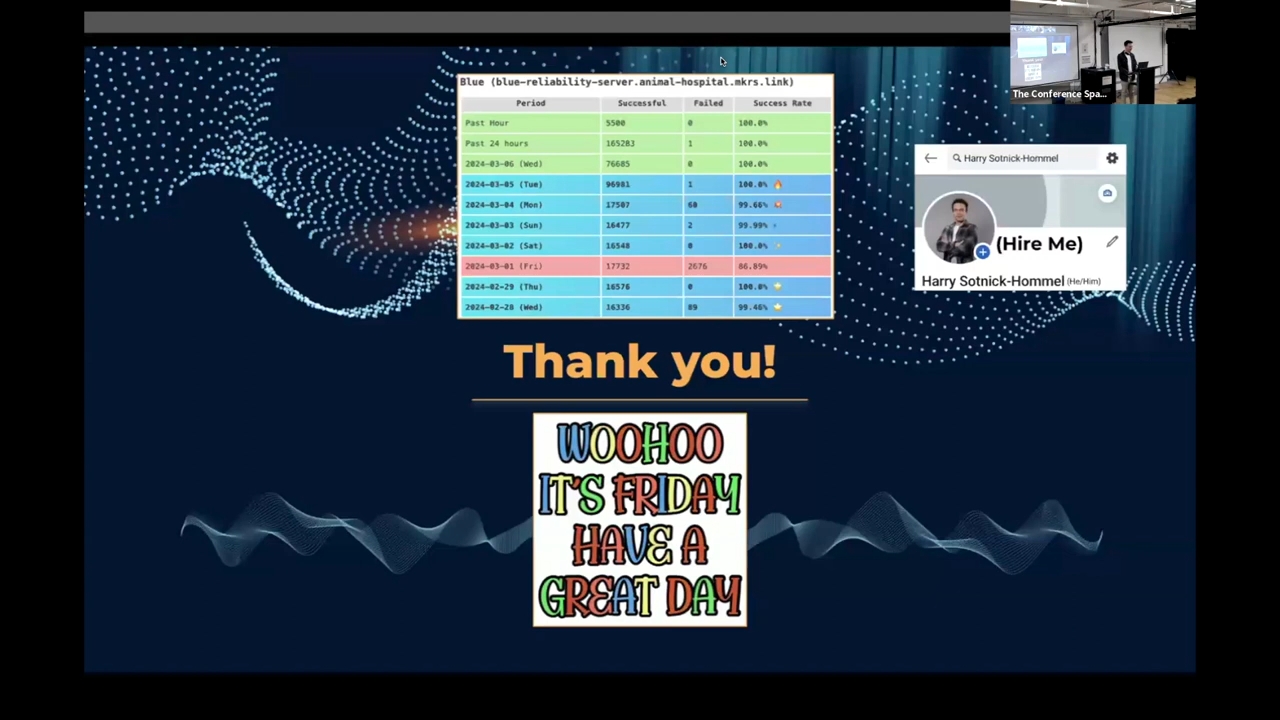 Blue (blue-reliability-server.animal-hospital.mkrs.link)
Period Successful Failed Success Rate
Past Hour 5500 0 100.0%
Past 24 hours 165283 1 100.0%
2024-03-06 (Wed) 76685 0 100.0%
2024-03-05 (Tue) 96981 1 100.0% 🔥
2024-03-04 (Mon) 17507 60 99.66%
2024-03-03 (Sun) 16477 2 99.99%
2024-03-02 (Sat) 16548 0 100.0%
2024-03-01 (Fri) 17732 2676 86.89%
2024-02-29 (Thu) 16576 0 100.0%
2024-02-28 (Wed) 16336 89 99.46%
The Conference Spa...
Harry Sotnick-Hommel
(Hire Me)
Harry Sotnick-Hommel (He/Him)
Thank you!
WOOHOO
IT'S FRIDAY
HAVE A
GREAT DAY